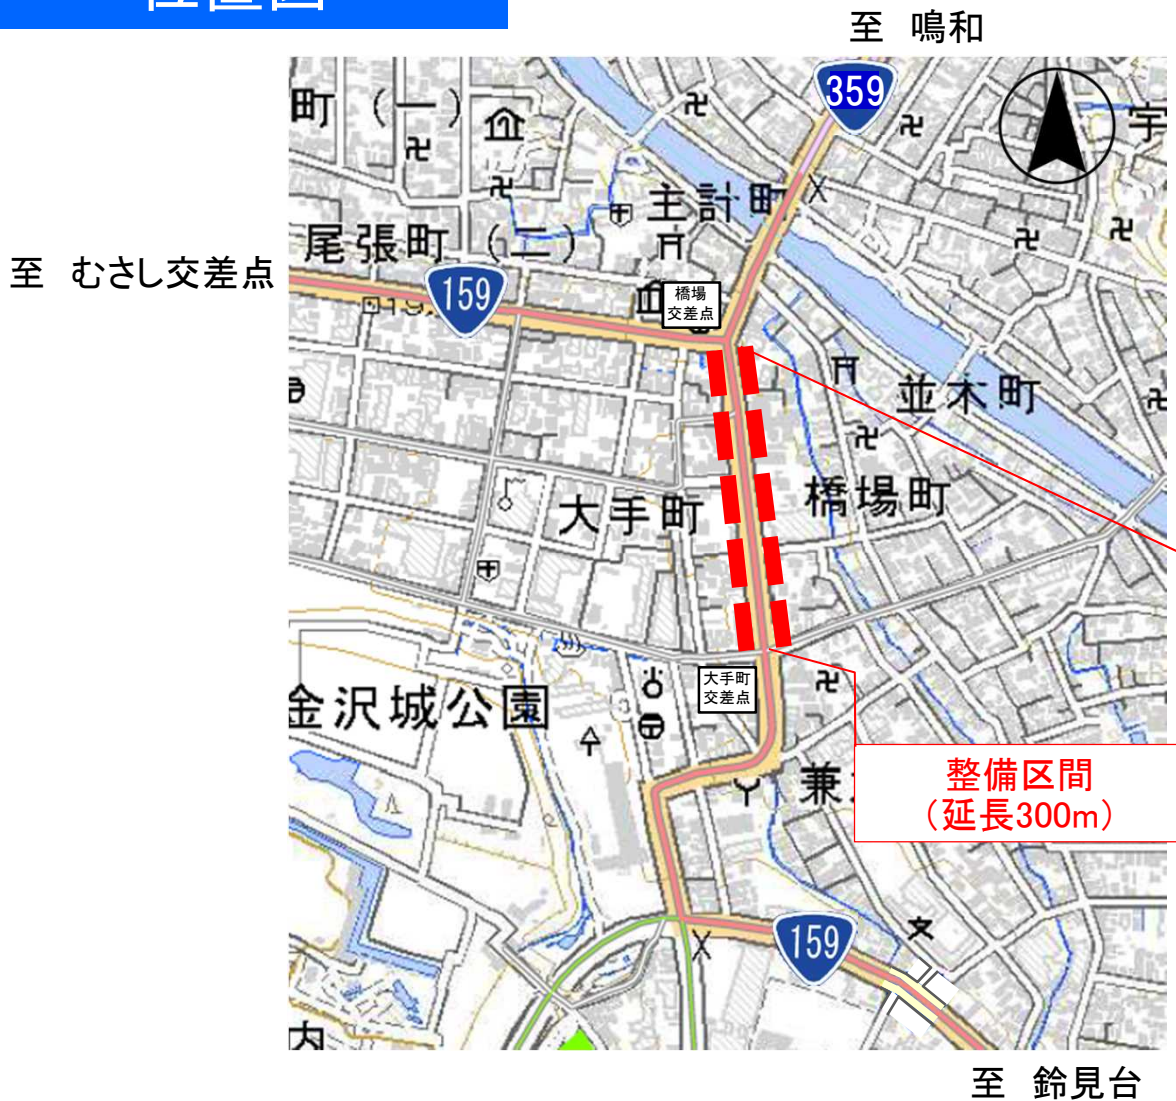 位置図
至 鳴和
359
町 (一)
宇
主計町
尾張町 (二)
至 むさし交差点
159
橋場
交差点
並木町
橋場町
大手町
大手町
交差点
金沢城公園
兼
整備区間
(延長300m)
159
内
至 鈴見台